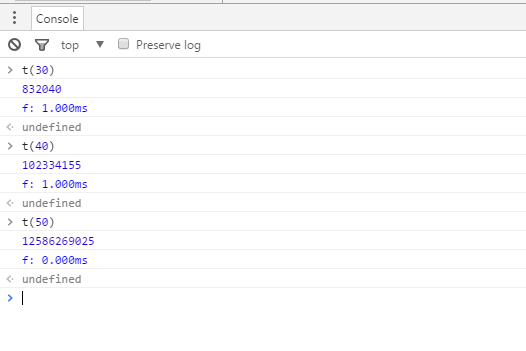 Console
top Preserve log
> t(30)
832040
f: 1.000ms
<· undefined
> t(40)
102334155
f: 1.000ms
<· undefined
> t(50)
12586269025
f: 0.000ms
<· undefined
>